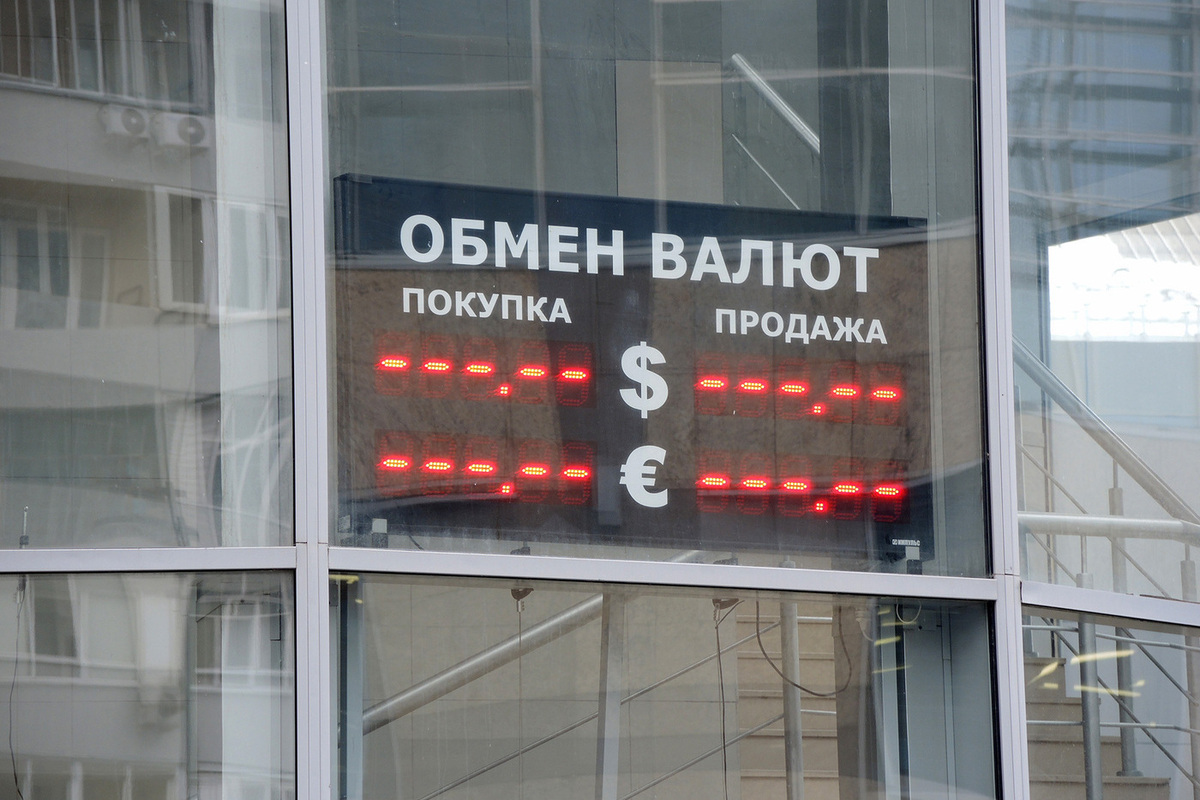 ОБМЕН ВАЛЮТ
ПОКУПКА ПРОДАЖА
---.-- $ ---.--
---.-- € ---.--